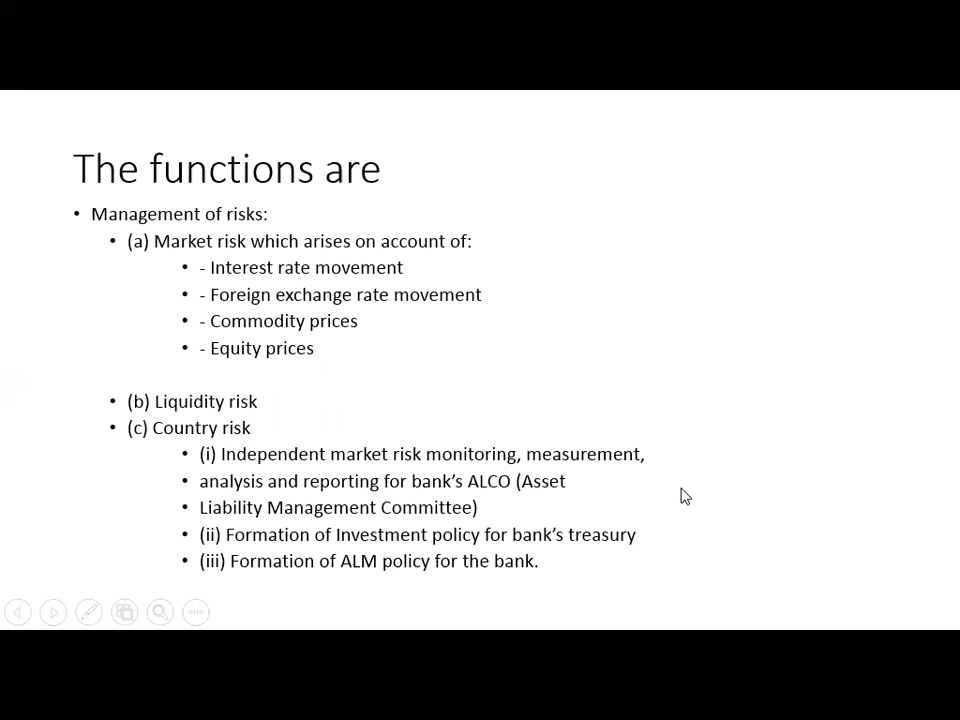 The functions are
• Management of risks:
• (a) Market risk which arises on account of:
• - Interest rate movement
• - Foreign exchange rate movement
• - Commodity prices
• - Equity prices
• (b) Liquidity risk
• (c) Country risk
• (i) Independent market risk monitoring, measurement,
• analysis and reporting for bank’s ALCO (Asset
• Liability Management Committee)
• (ii) Formation of Investment policy for bank’s treasury
• (iii) Formation of ALM policy for the bank.